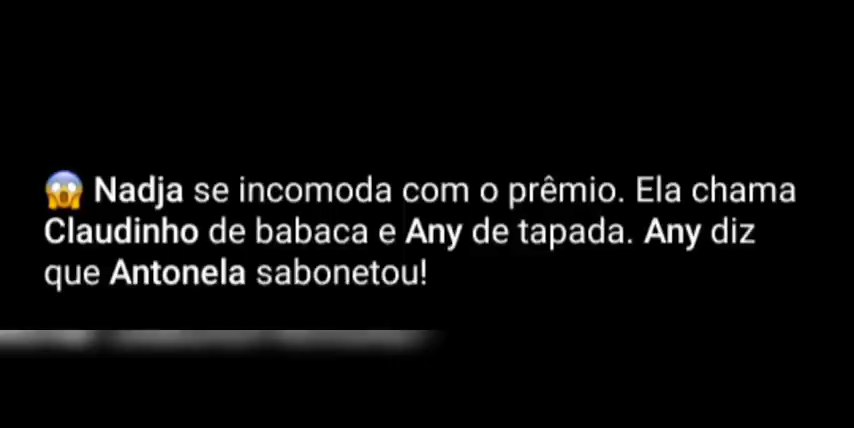 😱 Nadja se incomoda com o prêmio. Ela chama
Claudinho de babaca e Any de tapada. Any diz
que Antonela sabonetou!